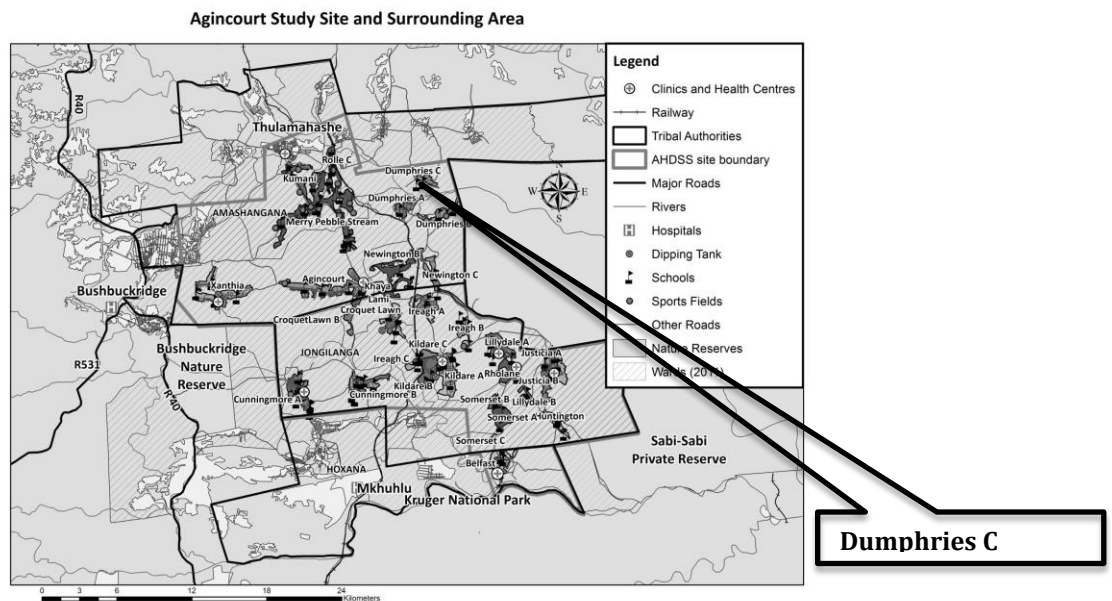 Agincourt Study Site and Surrounding Area
Legend
Clinics and Health Centres
Railway
Tribal Authorities
AHDSS site boundary
Major Roads
Rivers
Hospitals
Dipping Tank
Schools
Sports Fields
Other Roads
Nature Reserves
Wards (2011)
R40
Thulamahashe
Rolle C
Kumani
Dumphries C
N
W
E
S
Dumphries A
AMASHANGANA
Merry Pebble Stream
Dumphries B
Newington B
Xanthia
Agincourt
Khaya
Lami
Newington C
Bushbuckridge
H
CroquetLawn B
Croquet Lawn
Ireagh A
Ireagh B
Bushbuckridge
Nature
Reserve
JONGILANGA
Kildare C
Lillydale A
R531
Ireagh C
Justicia A
Rholane
Kildare A
Justicia B
R 40
Cunningmore A
Cunningmore B
Kildare B
Somerset B
Lillydale B
Somerset A
Huntington
Somerset C
Sabi-Sabi
Private Reserve
HOXANA
Belfast
Mkhuhlu
Kruger National Park
Dumphries C
0 3 6 12 18 24
Kilometers